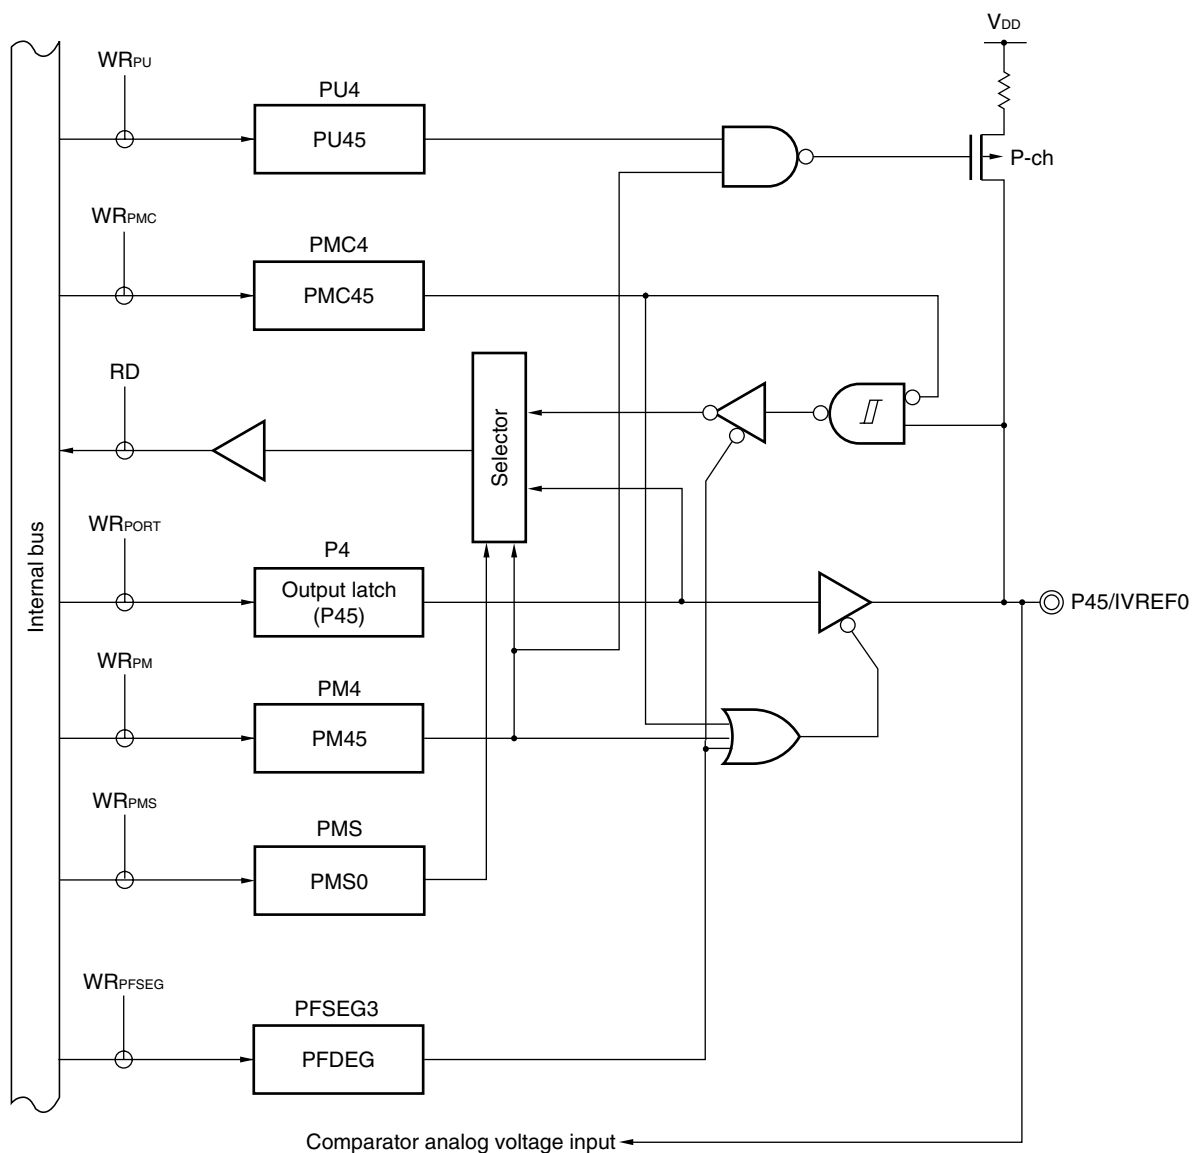 VDD
WRPU
PU4
PU45
P-ch
WRPMC
PMC4
PMC45
RD
Selector
WRPORT
P4
Output latch
(P45)
P45/IVREF0
Internal bus
WRPM
PM4
PM45
WRPMS
PMS
PMS0
WRPFSEG
PFSEG3
PFDEG
Comparator analog voltage input